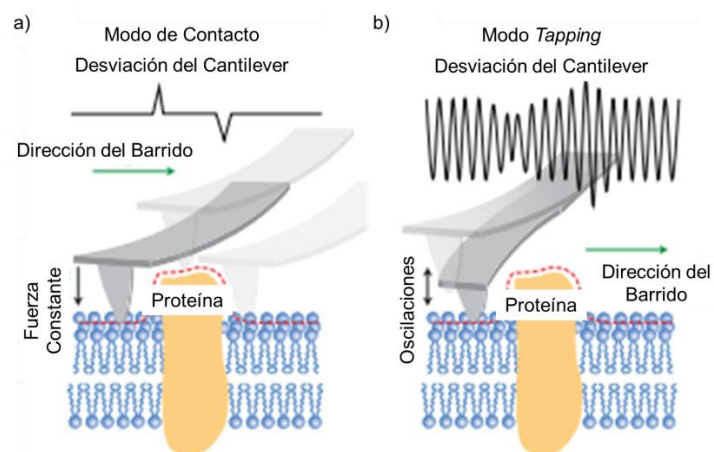 a)
Modo de Contacto
Desviación del Cantilever
Dirección del Barrido
Fuerza
Constante
Proteína
b)
Modo Tapping
Desviación del Cantilever
Oscilaciones
Proteína
Dirección del
Barrido